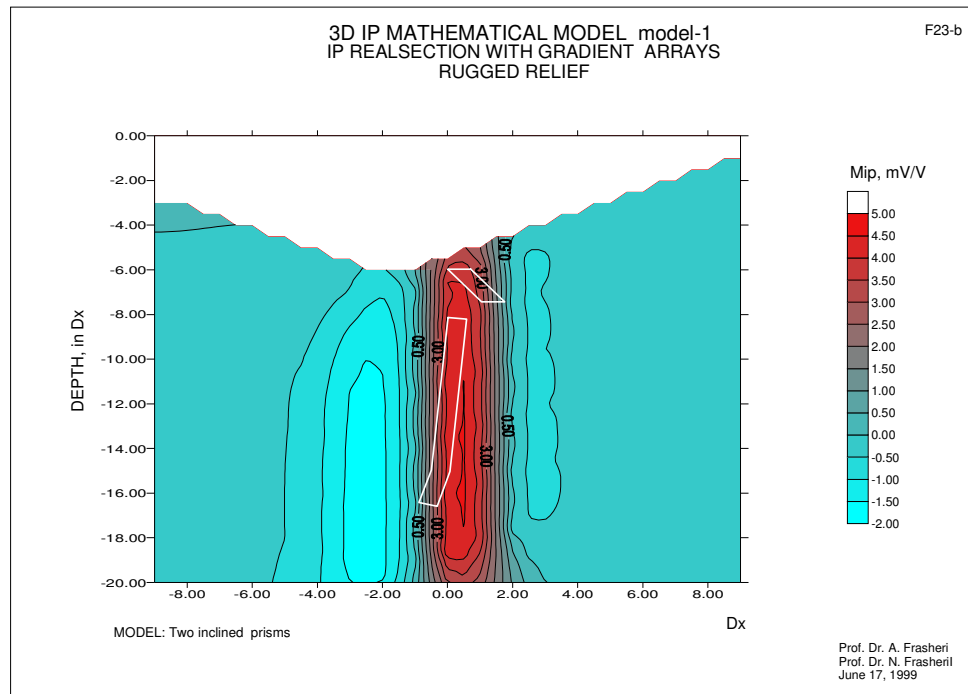 3D IP MATHEMATICAL MODEL model-1
IP REALSECTION WITH GRADIENT ARRAYS
RUGGED RELIEF
F23-b
0.00
-2.00
-4.00
-6.00
-8.00
-10.00
-12.00
-14.00
-16.00
-18.00
-20.00
DEPTH, in Dx
-8.00 -6.00 -4.00 -2.00 0.00 2.00 4.00 6.00 8.00
Dx
0.50
3.00
0.50
3.00
0.50
3.00
0.50
3.00
Mip, mV/V
5.00
4.50
4.00
3.50
3.00
2.50
2.00
1.50
1.00
0.50
0.00
-0.50
-1.00
-1.50
-2.00
MODEL: Two inclined prisms
Prof. Dr. A. Frasheri
Prof. Dr. N. Frasheril
June 17, 1999